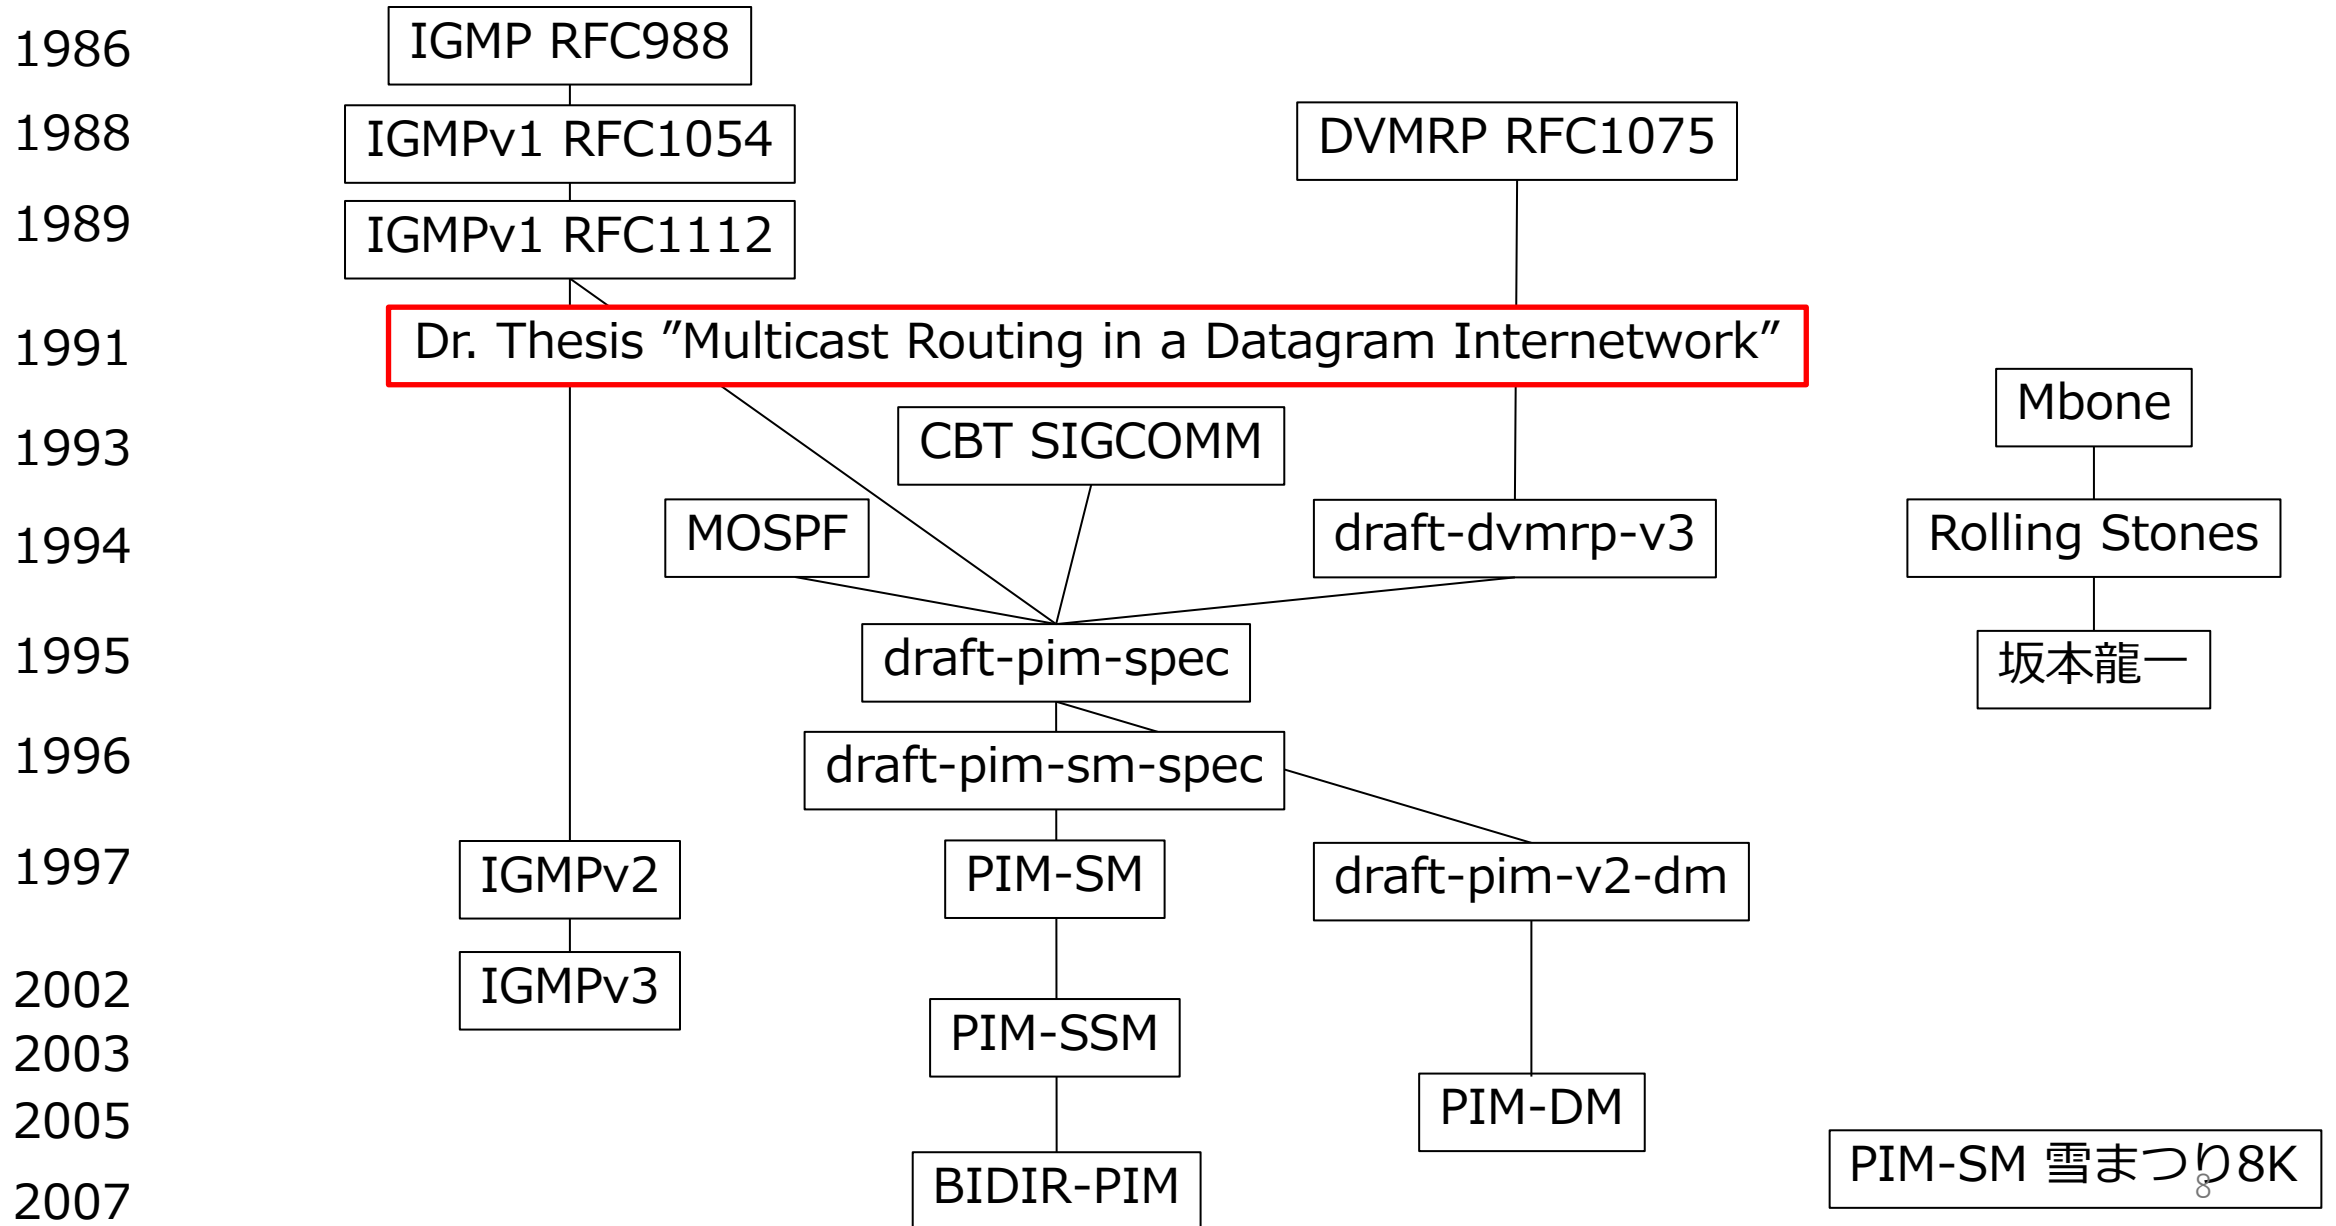 1986
IGMP RFC988
1988
IGMPv1 RFC1054
DVMRP RFC1075
1989
IGMPv1 RFC1112
1991
Dr. Thesis ”Multicast Routing in a Datagram Internetwork”
Mbone
1993
CBT SIGCOMM
1994
MOSPF
draft-dvmrp-v3
Rolling Stones
1995
draft-pim-spec
坂本龍一
1996
draft-pim-sm-spec
1997
IGMPv2
PIM-SM
draft-pim-v2-dm
2002
IGMPv3
2003
PIM-SSM
2005
PIM-DM
PIM-SM 雪まつり8K
2007
BIDIR-PIM
8